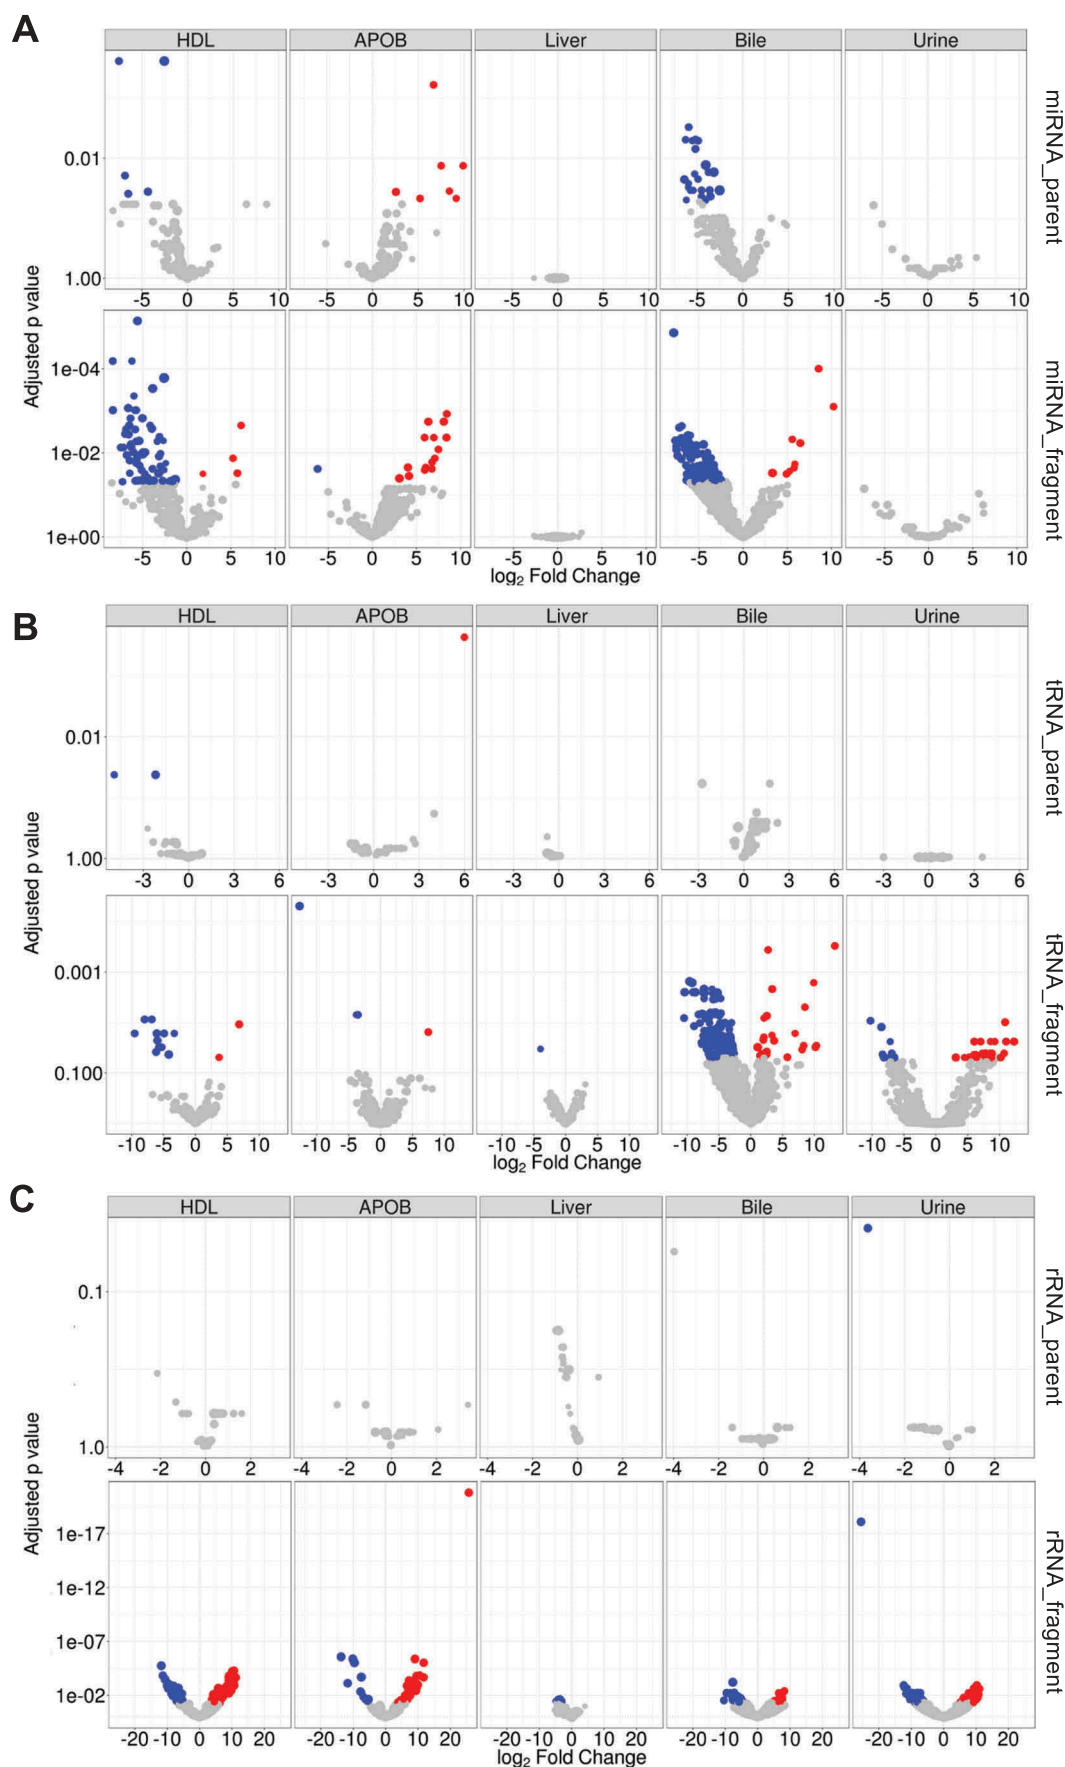 A
HDL APOB Liver Bile Urine
0.01
1.00
miRNA_parent
-5 0 5 10 -5 0 5 10 -5 0 5 10 -5 0 5 10 -5 0 5 10
Adjusted p value
1e-04
1e-02
1e+00
miRNA_fragment
-5 0 5 10 -5 0 5 10 -5 0 5 10 -5 0 5 10 -5 0 5 10
log2 Fold Change
B
HDL APOB Liver Bile Urine
0.01
1.00
tRNA_parent
-3 0 3 6 -3 0 3 6 -3 0 3 6 -3 0 3 6 -3 0 3 6
Adjusted p value
0.001
0.100
tRNA_fragment
-10 -5 0 5 10 -10 -5 0 5 10 -10 -5 0 5 10 -10 -5 0 5 10 -10 -5 0 5 10
log2 Fold Change
C
HDL APOB Liver Bile Urine
0.1
1.0
rRNA_parent
-4 -2 0 2 -4 -2 0 2 -4 -2 0 2 -4 -2 0 2 -4 -2 0 2
Adjusted p value
1e-17
1e-12
1e-07
1e-02
rRNA_fragment
-20 -10 0 10 20 -20 -10 0 10 20 -20 -10 0 10 20 -20 -10 0 10 20 -20 -10 0 10 20
log2 Fold Change